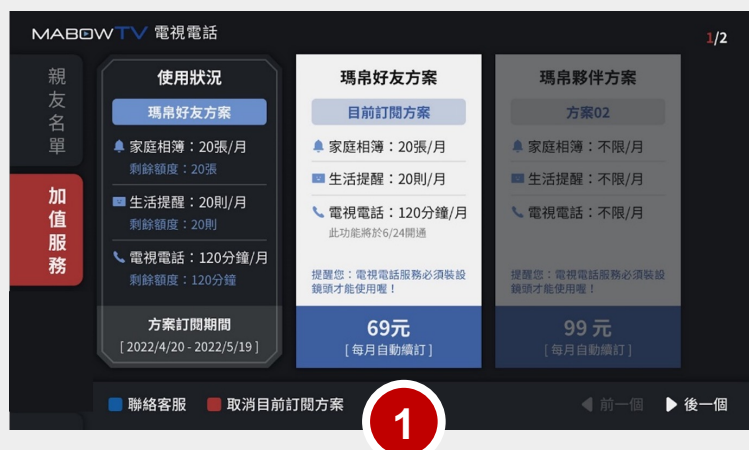 MABOWTV 電視電話
1/2
親友名單
加值服務
使用狀況
瑪帛好友方案
家庭相簿：20張/月
剩餘額度：20張
生活提醒：20則/月
剩餘額度：20則
電視電話：120分鐘/月
剩餘額度：120分鐘
方案訂閱期間
[ 2022/4/20 - 2022/5/19 ]
瑪帛好友方案
目前訂閱方案
家庭相簿：20張/月
生活提醒：20則/月
電視電話：120分鐘/月
此功能將於6/24開通
提醒您：電視電話服務必須裝設
鏡頭才能使用喔！
69元
[ 每月自動續訂 ]
瑪帛夥伴方案
方案02
家庭相簿：不限/月
生活提醒：不限/月
電視電話：不限/月
提醒您：電視電話服務必須裝設
鏡頭才能使用喔！
99 元
[ 每月自動續訂 ]
聯絡客服
取消目前訂閱方案
1
前一個
後一個